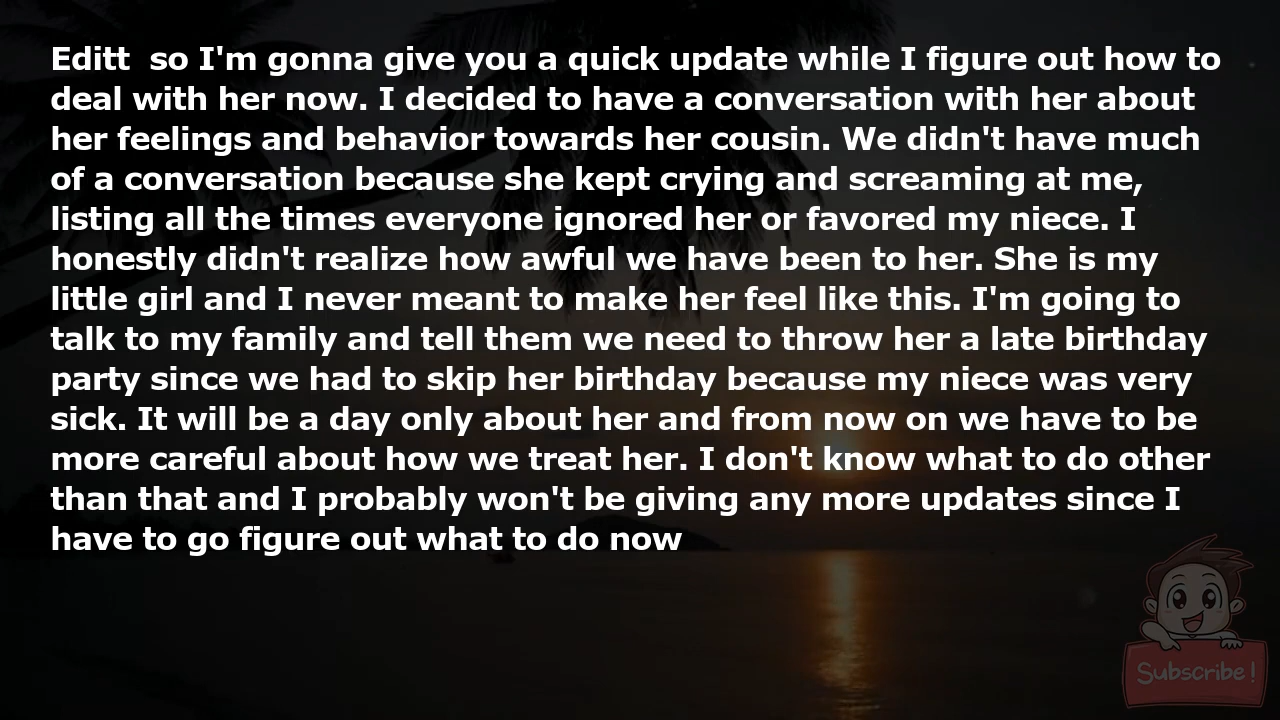 Editt  so I'm gonna give you a quick update while I figure out how to
deal with her now. I decided to have a conversation with her about
her feelings and behavior towards her cousin. We didn't have much
of a conversation because she kept crying and screaming at me,
listing all the times everyone ignored her or favored my niece. I
honestly didn't realize how awful we have been to her. She is my
little girl and I never meant to make her feel like this. I'm going to
talk to my family and tell them we need to throw her a late birthday
party since we had to skip her birthday because my niece was very
sick. It will be a day only about her and from now on we have to be
more careful about how we treat her. I don't know what to do other
than that and I probably won't be giving any more updates since I
have to go figure out what to do now
Subscribe!